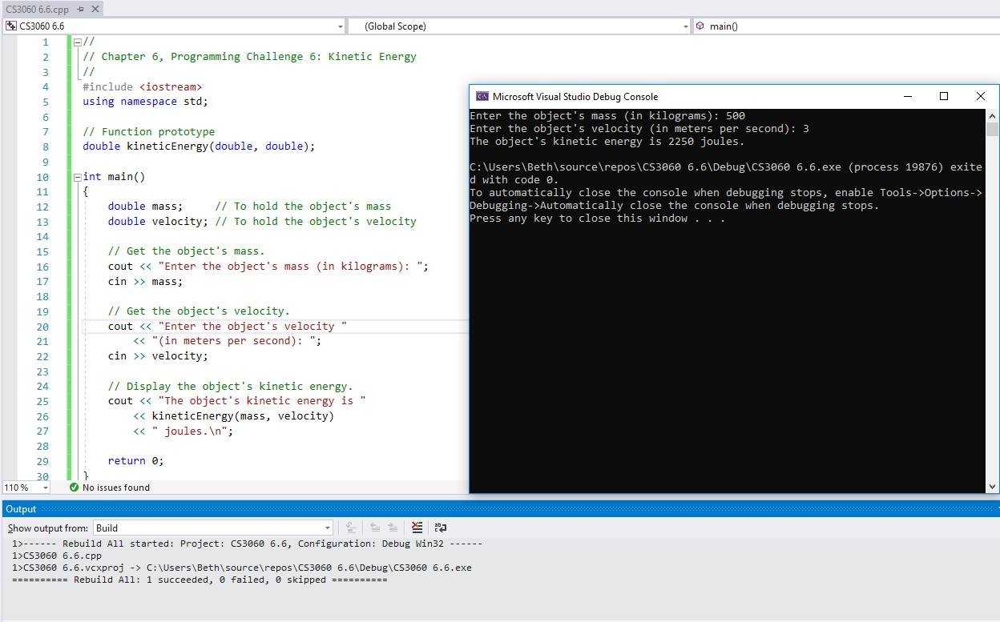 CS3060 6.6.cpp
CS3060 6.6
(Global Scope)
main()
1 //
2 // Chapter 6, Programming Challenge 6: Kinetic Energy
3 //
4 #include <iostream>
5 using namespace std;
6
7 // Function prototype
8 double kineticEnergy(double, double);
9
10 int main()
11 {
12     double mass;     // To hold the object's mass
13     double velocity; // To hold the object's velocity
14
15     // Get the object's mass.
16     cout << "Enter the object's mass (in kilograms): ";
17     cin >> mass;
18
19     // Get the object's velocity.
20     cout << "Enter the object's velocity "
21         << "(in meters per second): ";
22     cin >> velocity;
23
24     // Display the object's kinetic energy.
25     cout << "The object's kinetic energy is "
26         << kineticEnergy(mass, velocity)
27         << " joules.\n";
28
29     return 0;
30 }
110 %
No issues found
C:\
Microsoft Visual Studio Debug Console
Enter the object's mass (in kilograms): 500
Enter the object's velocity (in meters per second): 3
The object's kinetic energy is 2250 joules.
C:\Users\Beth\source\repos\CS3060 6.6\Debug\CS3060 6.6.exe (process 19876) exite
d with code 0.
To automatically close the console when debugging stops, enable Tools->Options->
Debugging->Automatically close the console when debugging stops.
Press any key to close this window . . .
Output
Show output from: Build
1>------ Rebuild All started: Project: CS3060 6.6, Configuration: Debug Win32 ------
1>CS3060 6.6.cpp
1>CS3060 6.6.vcxproj -> C:\Users\Beth\source\repos\CS3060 6.6\Debug\CS3060 6.6.exe
========== Rebuild All: 1 succeeded, 0 failed, 0 skipped ==========